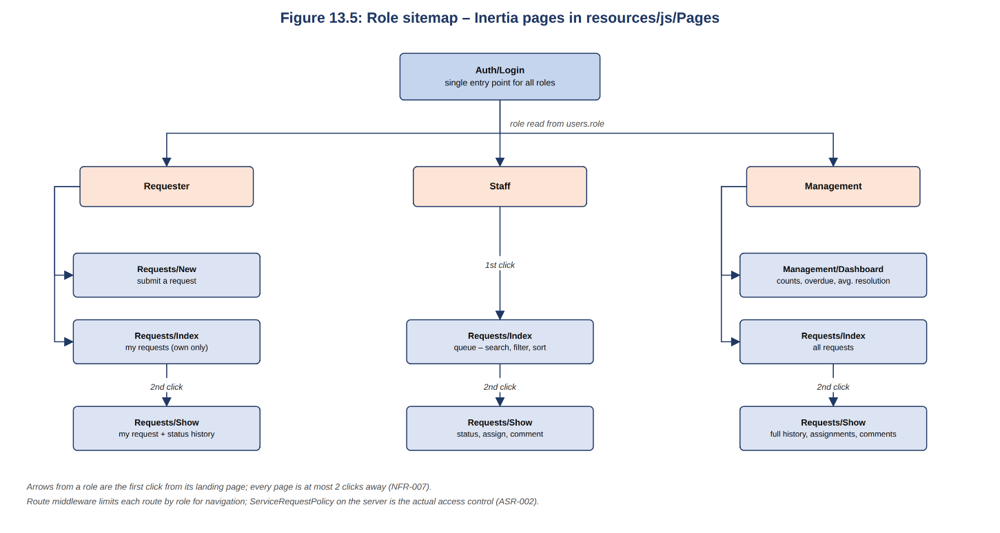 Figure 13.5: Role sitemap – Inertia pages in resources/js/Pages
Auth/Login
single entry point for all roles
role read from users.role
Requester
Staff
Management
Requests/New
submit a request
1st click
Management/Dashboard
counts, overdue, avg. resolution
Requests/Index
my requests (own only)
Requests/Index
queue – search, filter, sort
Requests/Index
all requests
2nd click
2nd click
2nd click
Requests/Show
my request + status history
Requests/Show
status, assign, comment
Requests/Show
full history, assignments, comments
Arrows from a role are the first click from its landing page; every page is at most 2 clicks away (NFR-007).
Route middleware limits each route by role for navigation; ServiceRequestPolicy on the server is the actual access control (ASR-002).